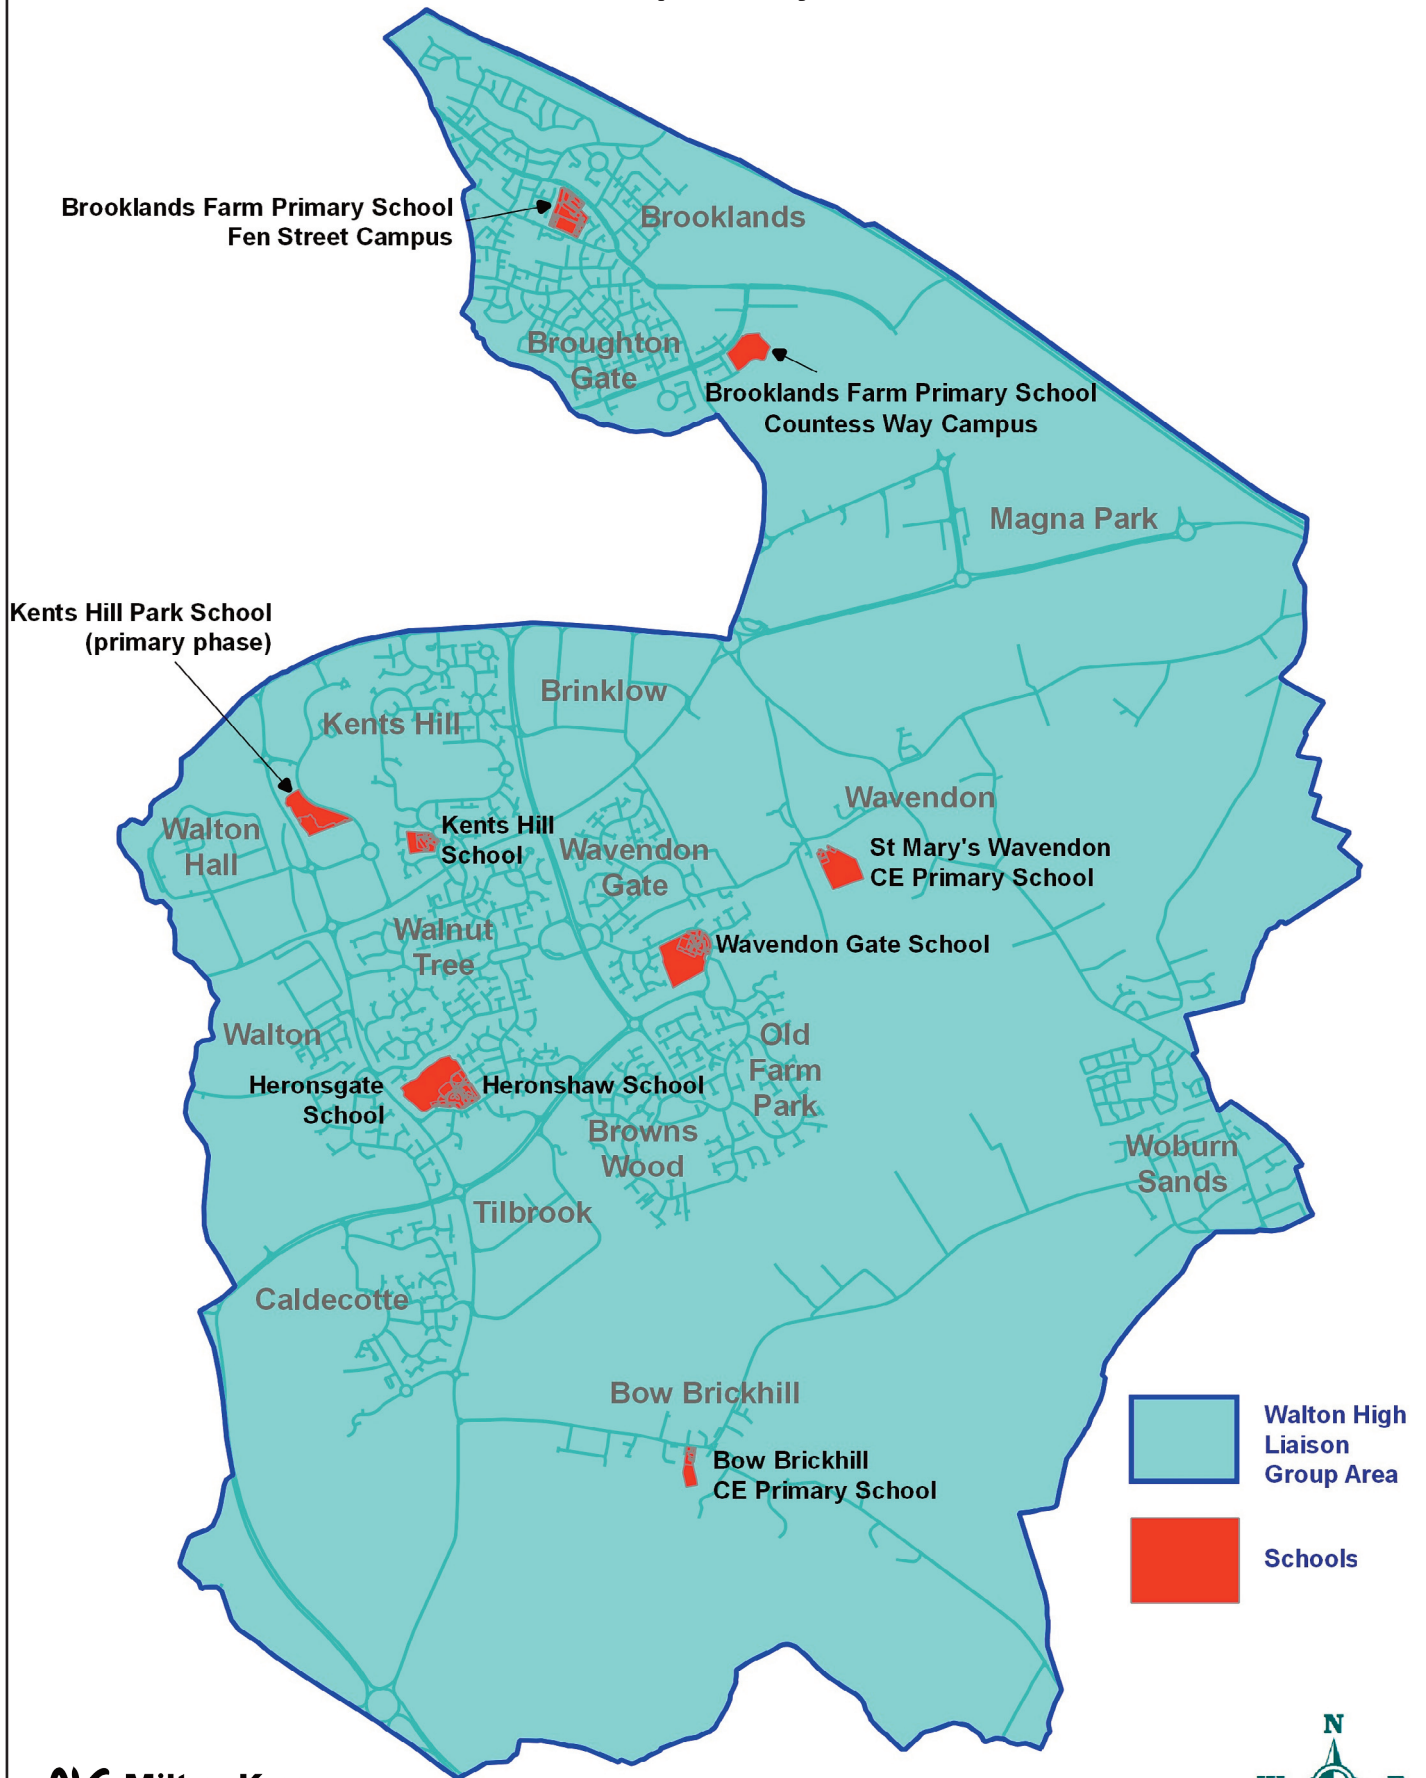 Brooklands Farm Primary School
Fen Street Campus
Brooklands
Broughton
Gate
Brooklands Farm Primary School
Countess Way Campus
Magna Park
Kents Hill Park School
(primary phase)
Brinklow
Kents Hill
Wavendon
Walton
Hall
Kents Hill
School
Wavendon
Gate
St Mary's Wavendon
CE Primary School
Walnut
Tree
Wavendon Gate School
Walton
Old
Farm
Park
Heronsgate
School
Heronshaw School
Browns
Wood
Woburn
Sands
Tilbrook
Caldecotte
Bow Brickhill
Bow Brickhill
CE Primary School
Walton High
Liaison
Group Area
Schools
N